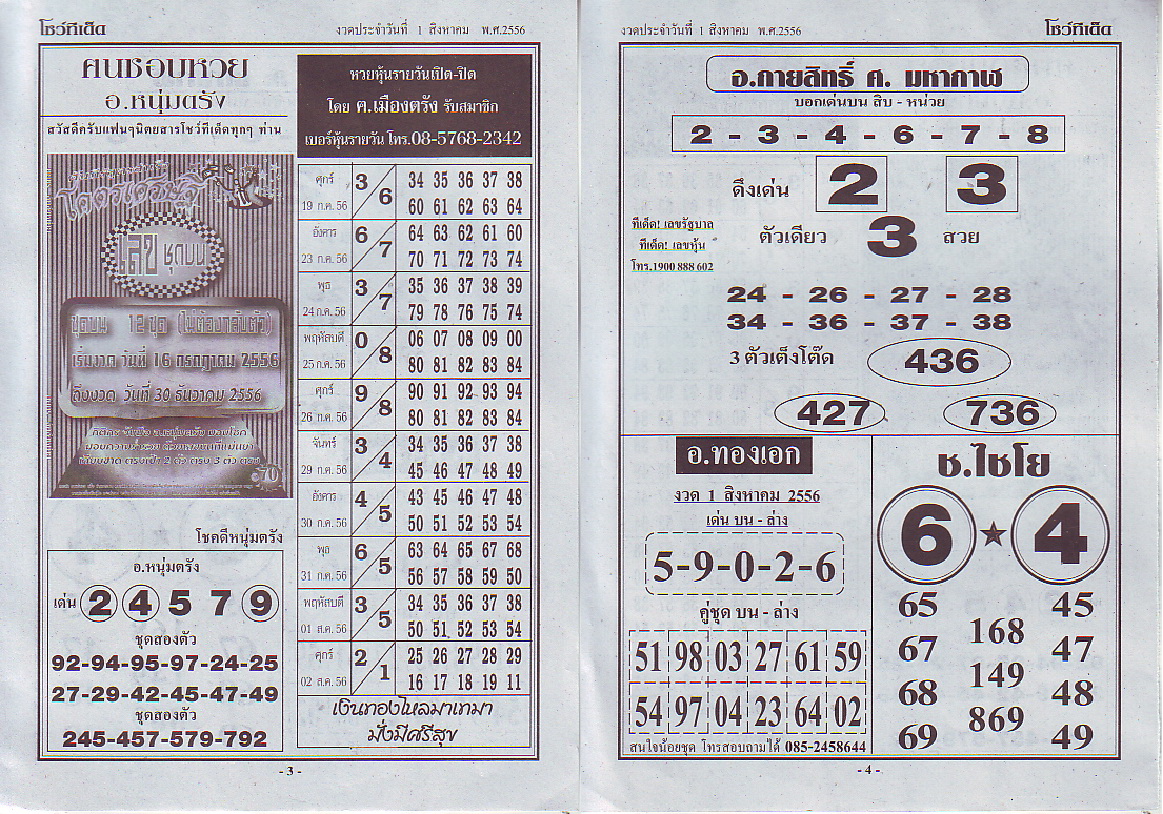 โชว์ทีเด็ด
งวดประจำวันที่ 1 สิงหาคม พ.ศ.2556
ฅนชอบหวย
อ.หนุ่มตรัง
สวัสดีครับแฟนๆนิตยสารโชว์ทีเด็ดทุกๆ ท่าน
เลข ชุดบน
ชุดบน 12 ชุด (ไม่ต้องกลับตัว)
เริ่มงวด วันที่ 16 กรกฎาคม 2556
ถึงงวด วันที่ 30 ธันวาคม 2556
70
โชคดีหนุ่มตรัง
อ.หนุ่มตรัง
เด่น 2 4 5 7 9
ชุดสองตัว
92-94-95-97-24-25
27-29-42-45-47-49
ชุดสองตัว
245-457-579-792
หวยหุ้นรายวันเปิด-ปิด
โดย ฅ.เมืองตรัง รับสมาชิก
เบอร์หุ้นรายวัน โทร.08-5768-2342
ศุกร์ 3/6 34 35 36 37 38
19 ก.ค. 56 60 61 62 63 64
อังคาร 6/7 64 63 62 61 60
23 ก.ค. 56 70 71 72 73 74
พุธ 3/7 35 36 37 38 39
24 ก.ค. 56 79 78 76 75 74
พฤหัสบดี 0/8 06 07 08 09 00
25 ก.ค. 56 80 81 82 83 84
ศุกร์ 9/8 90 91 92 93 94
26 ก.ค. 56 80 81 82 83 84
จันทร์ 3/4 34 35 36 37 38
29 ก.ค. 56 45 46 47 48 49
อังคาร 4/5 43 45 46 47 48
30 ก.ค. 56 50 51 52 53 54
พุธ 6/5 63 64 65 67 68
31 ก.ค. 56 56 57 58 59 50
พฤหัสบดี 3/5 34 35 36 37 38
01 ส.ค. 56 50 51 52 53 54
ศุกร์ 2/1 25 26 27 28 29
02 ส.ค. 56 16 17 18 19 11
เงินทองไหลมาเทมา
มั่งมีศรีสุข
- 3 -
งวดประจำวันที่ 1 สิงหาคม พ.ศ.2556
โชว์ทีเด็ด
อ.กายสิทธิ์ ศ. มหากาฬ
บอกเด่นบน สิบ - หน่วย
2 - 3 - 4 - 6 - 7 - 8
ดึงเด่น 2 3
ทีเด็ด! เลขรัฐบาล
ทีเด็ด! เลขหุ้น
โทร.1900 888 602
ตัวเดียว 3 สวย
24 - 26 - 27 - 28
34 - 36 - 37 - 38
3 ตัวเต็งโต๊ด 436
427 736
อ.ทองเอก
งวด 1 สิงหาคม 2556
เด่น บน - ล่าง
5-9-0-2-6
คู่ชุด บน - ล่าง
51 98 03 27 61 59
54 97 04 23 64 02
สนใจน้อยชุด โทรสอบถามได้ 085-2458644
ช.ไชโย
6 ★ 4
65 45
168
67 47
149
68 48
869
69 49
- 4 -